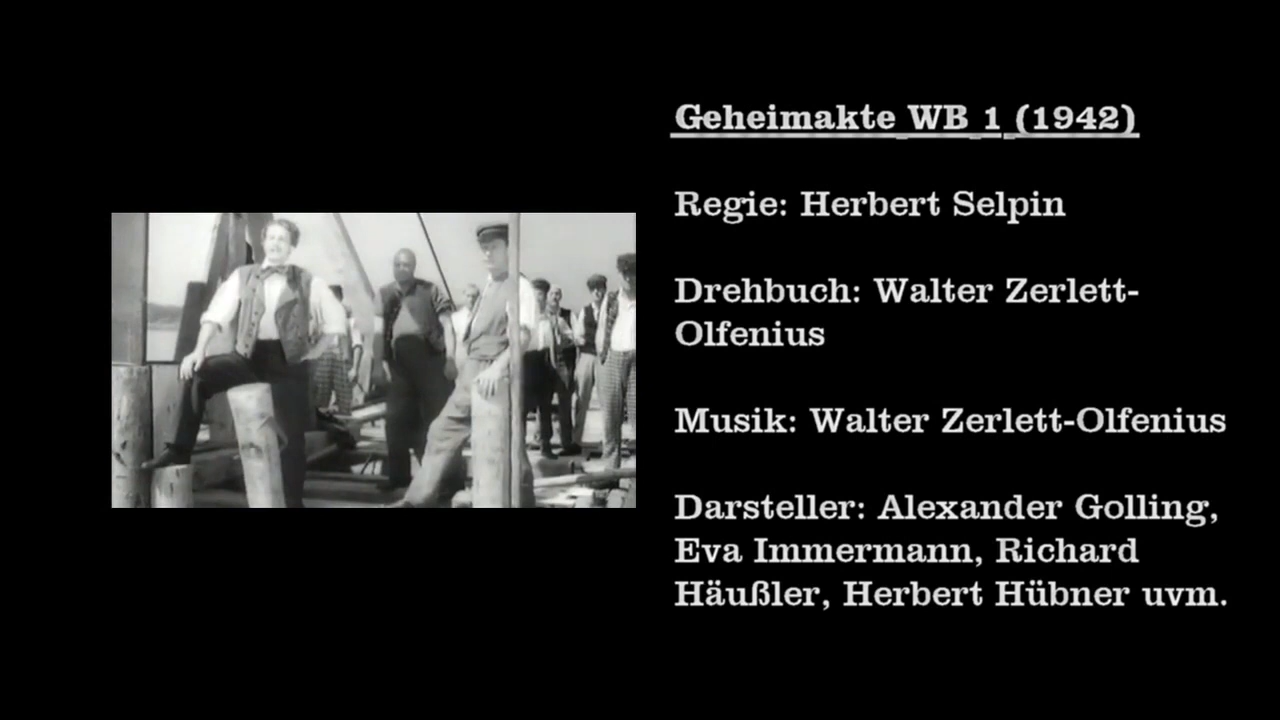 Geheimakte WB 1 (1942)
Regie: Herbert Selpin
Drehbuch: Walter Zerlett-
Olfenius
Musik: Walter Zerlett-Olfenius
Darsteller: Alexander Golling,
Eva Immermann, Richard
Häußler, Herbert Hübner uvm.